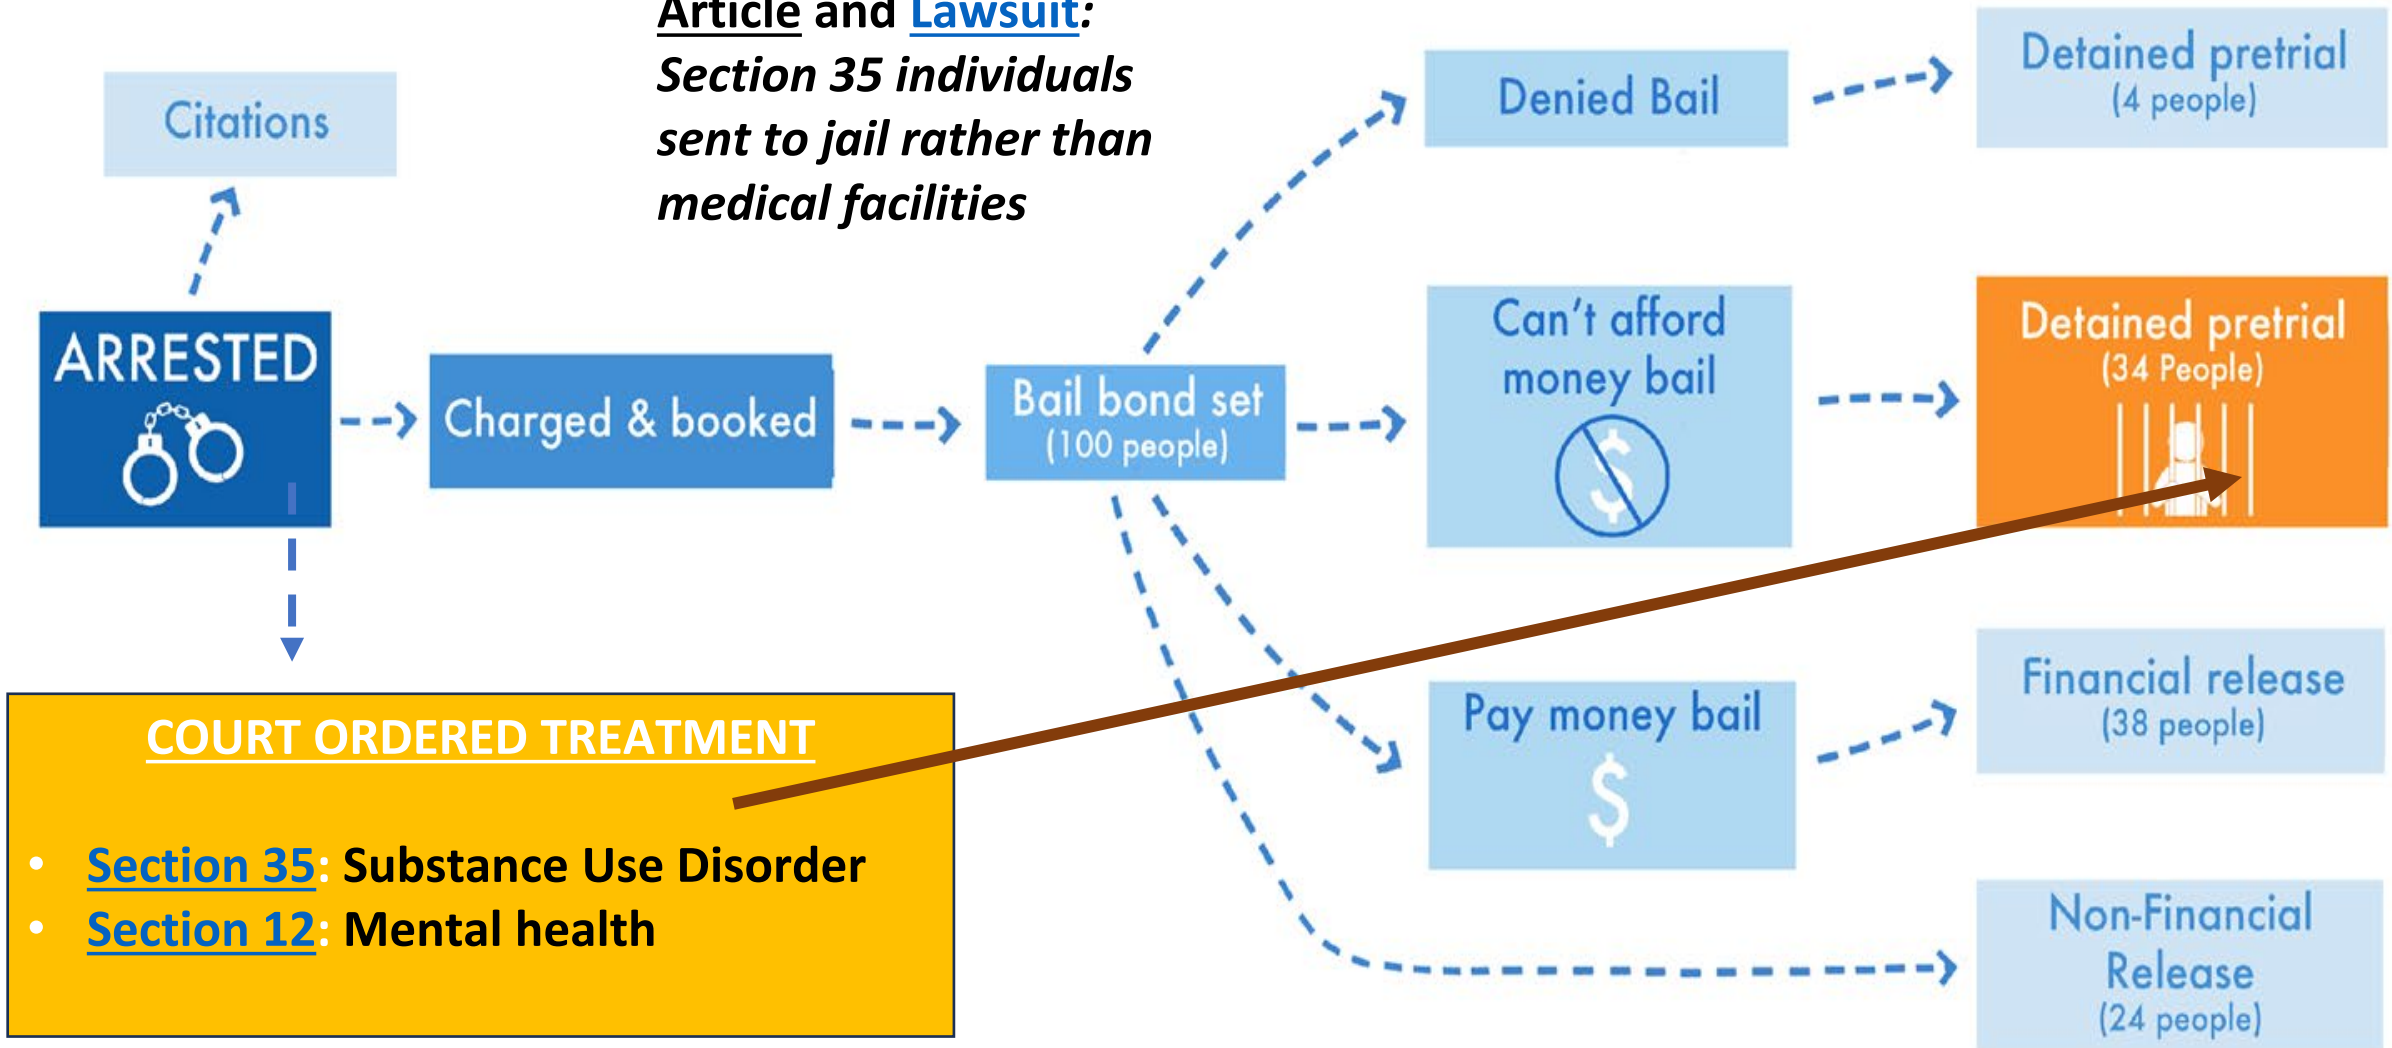 Article and Lawsuit:
Section 35 individuals
sent to jail rather than
medical facilities
Citations
ARRESTED
Charged & booked
Bail bond set
(100 people)
Denied Bail
Detained pretrial
(4 people)
Can't afford
money bail
$
Detained pretrial
(34 People)
Pay money bail
$
Financial release
(38 people)
Non-Financial
Release
(24 people)
COURT ORDERED TREATMENT
• Section 35: Substance Use Disorder
• Section 12: Mental health